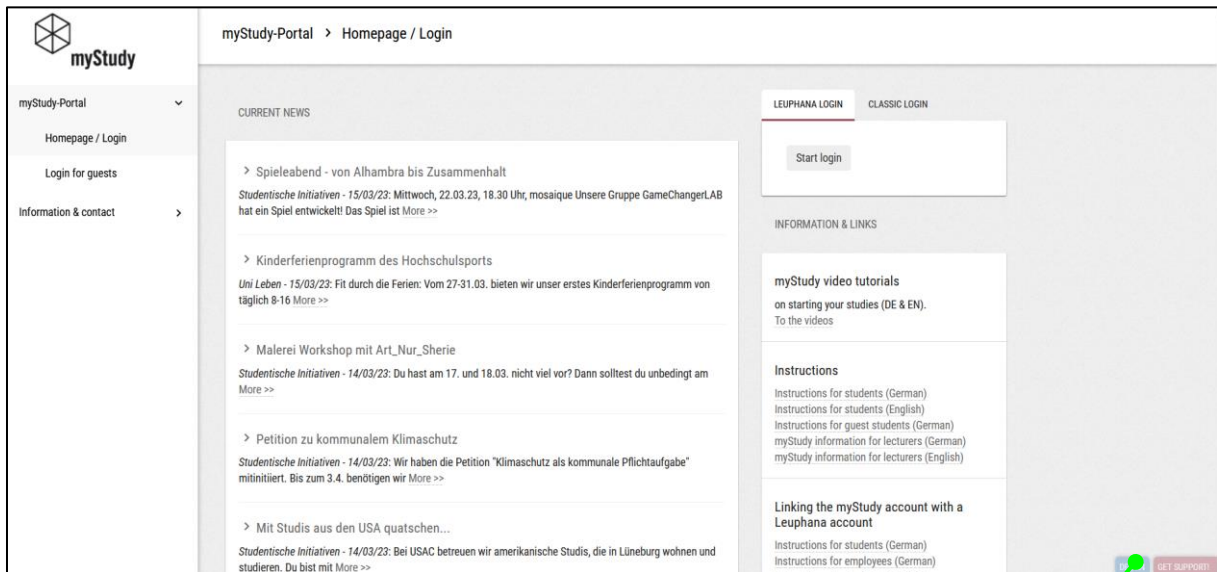 myStudy
myStudy-Portal > Homepage / Login
myStudy-Portal
Homepage / Login
Login for guests
Information & contact
CURRENT NEWS
> Spieleabend - von Alhambra bis Zusammenhalt
Studentische Initiativen - 15/03/23: Mittwoch, 22.03.23, 18.30 Uhr, mosaique Unsere Gruppe GameChangerLAB
hat ein Spiel entwickelt! Das Spiel ist More >>
> Kinderferienprogramm des Hochschulsports
Uni Leben - 15/03/23: Fit durch die Ferien: Vom 27-31.03. bieten wir unser erstes Kinderferienprogramm von
täglich 8-16 More >>
> Malerei Workshop mit Art_Nur_Sherie
Studentische Initiativen - 14/03/23: Du hast am 17. und 18.03. nicht viel vor? Dann solltest du unbedingt am
More >>
> Petition zu kommunalem Klimaschutz
Studentische Initiativen - 14/03/23: Wir haben die Petition "Klimaschutz als kommunale Pflichtaufgabe"
mitinitiiert. Bis zum 3.4. benötigen wir More >>
> Mit Studis aus den USA quatschen...
Studentische Initiativen - 14/03/23: Bei USAC betreuen wir amerikanische Studis, die in Lüneburg wohnen und
studieren. Du bist mit More >>
LEUPHANA LOGIN CLASSIC LOGIN
Start login
INFORMATION & LINKS
myStudy video tutorials
on starting your studies (DE & EN).
To the videos
Instructions
Instructions for students (German)
Instructions for students (English)
Instructions for guest students (German)
myStudy information for lecturers (German)
myStudy information for lecturers (English)
Linking the myStudy account with a
Leuphana account
Instructions for students (German)
Instructions for employees (German)
GET SUPPORT!